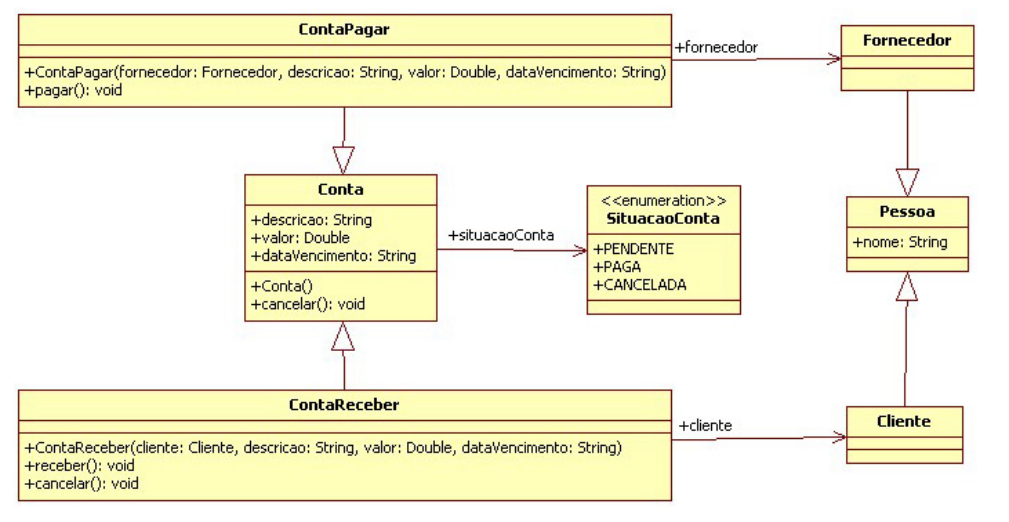 ContaPagar
+ContaPagar(fornecedor: Fornecedor, descricao: String, valor: Double, dataVencimento: String)
+pagar(): void
+fornecedor
Fornecedor
Conta
+descricao: String
+valor: Double
+dataVencimento: String
+Conta()
+cancelar(): void
+situacaoConta
<<enumeration>>
SituacaoConta
+PENDENTE
+PAGA
+CANCELADA
Pessoa
+nome: String
ContaReceber
+ContaReceber(cliente: Cliente, descricao: String, valor: Double, dataVencimento: String)
+receber(): void
+cancelar(): void
+cliente
Cliente